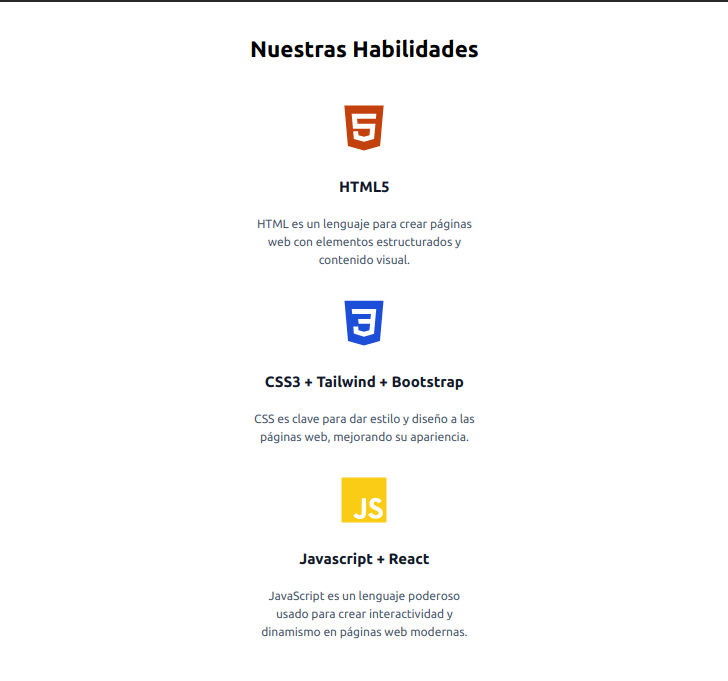 Nuestras Habilidades
5
HTML5
HTML es un lenguaje para crear páginas
web con elementos estructurados y
contenido visual.
3
CSS3 + Tailwind + Bootstrap
CSS es clave para dar estilo y diseño a las
páginas web, mejorando su apariencia.
JS
Javascript + React
JavaScript es un lenguaje poderoso
usado para crear interactividad y
dinamismo en páginas web modernas.